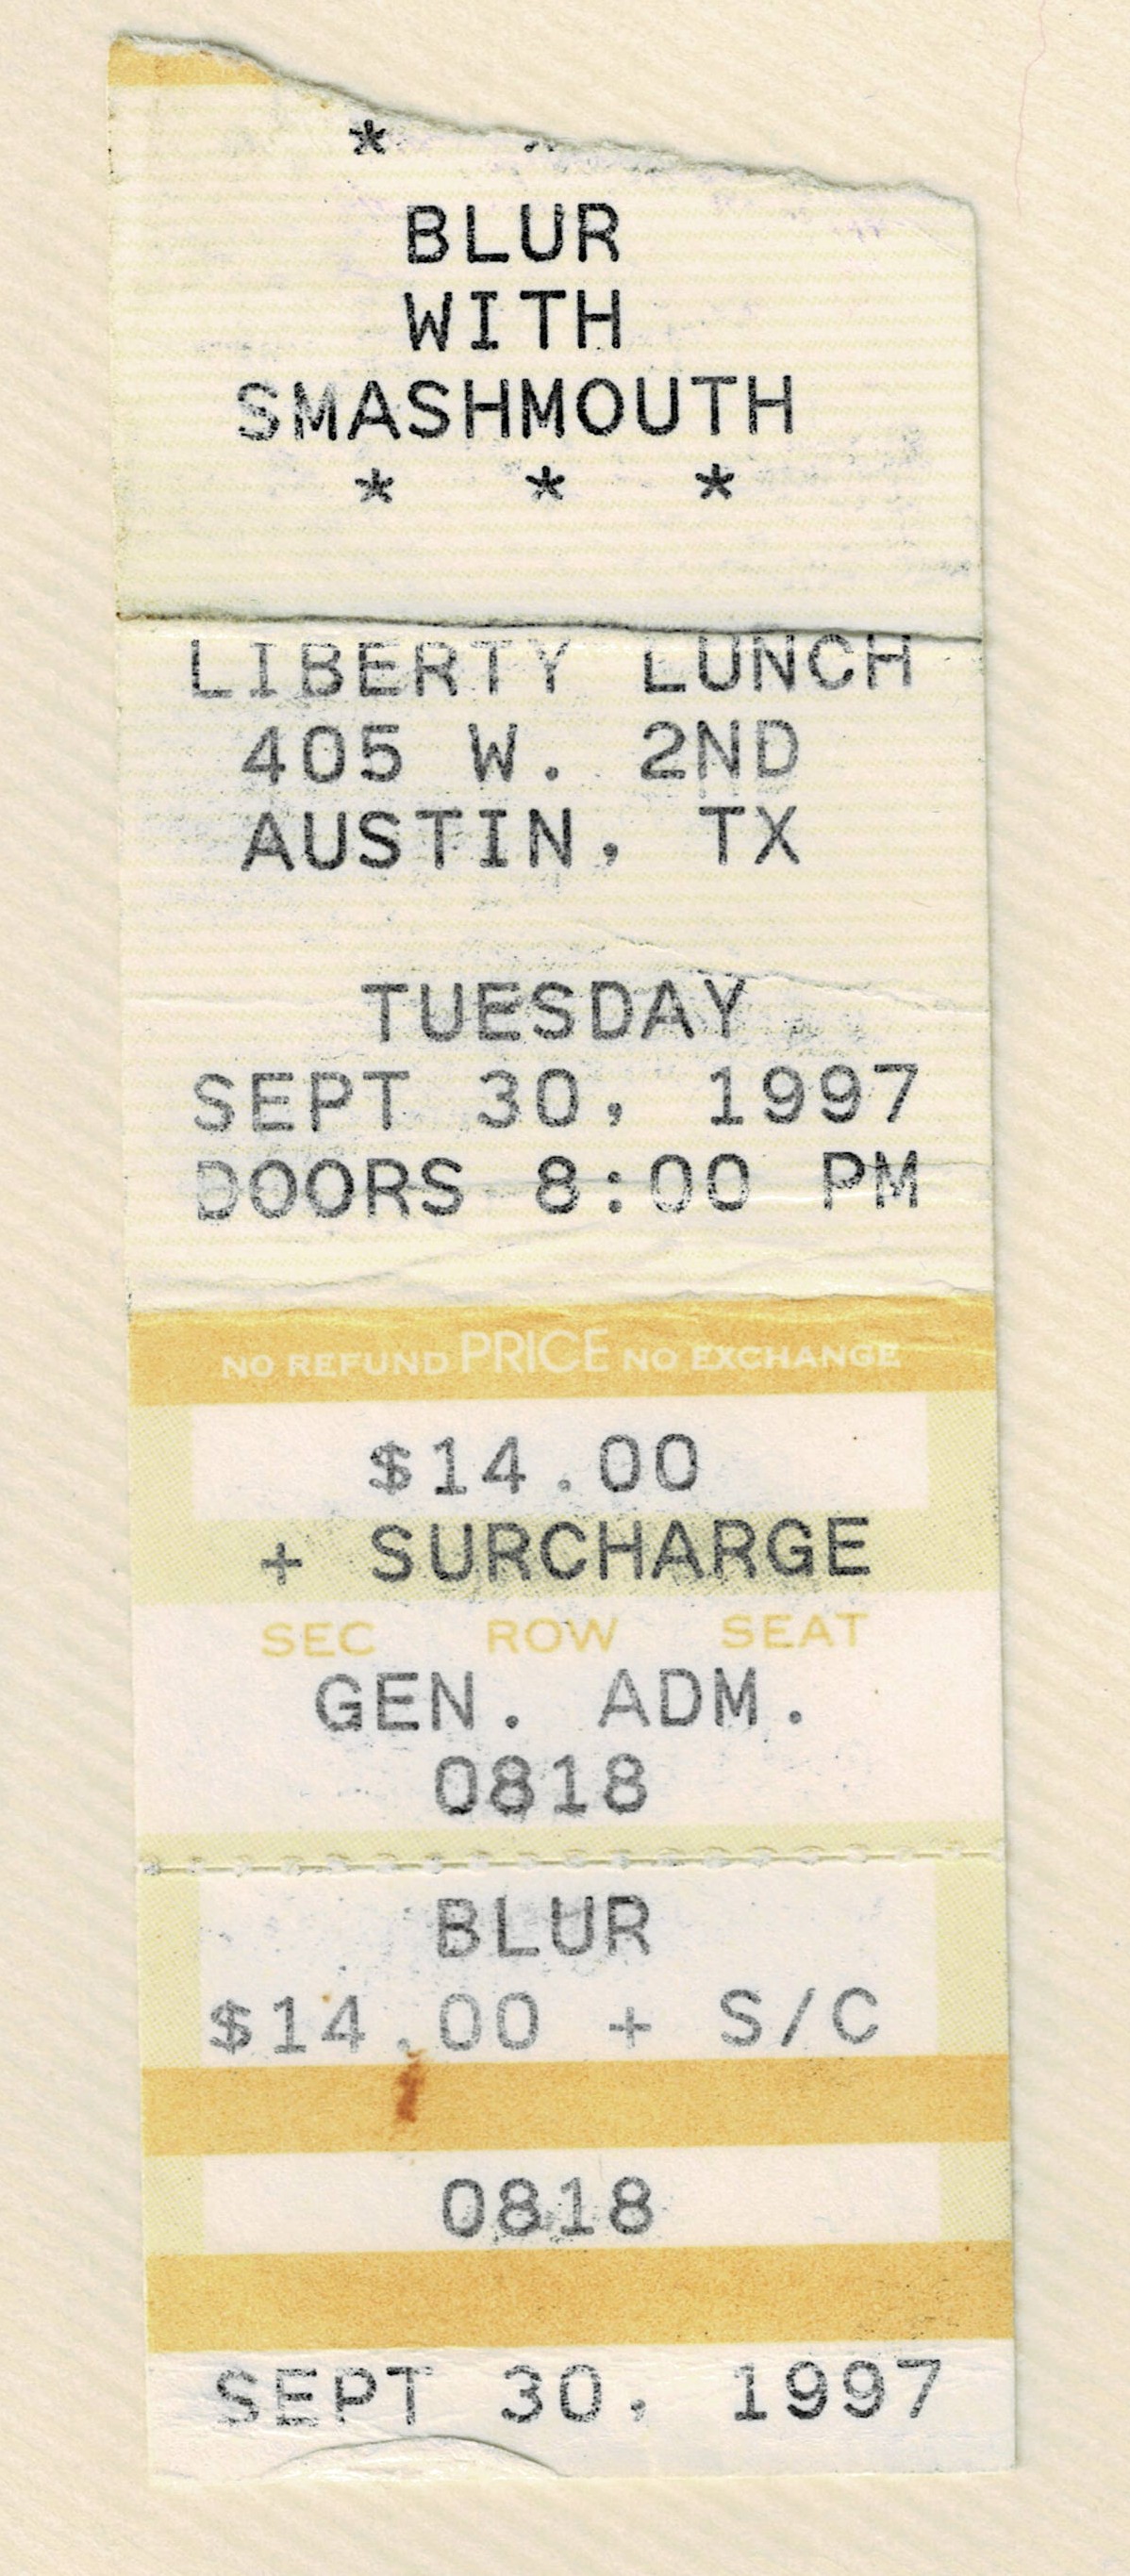 * *
BLUR
WITH
SMASHMOUTH
* * *
LIBERTY LUNCH
405 W. 2ND
AUSTIN, TX
TUESDAY
SEPT 30, 1997
DOORS 8:00 PM
NO REFUND PRICE NO EXCHANGE
$14.00
+ SURCHARGE
SEC ROW SEAT
GEN. ADM.
0818
BLUR
$14.00 + S/C
0818
SEPT 30, 1997